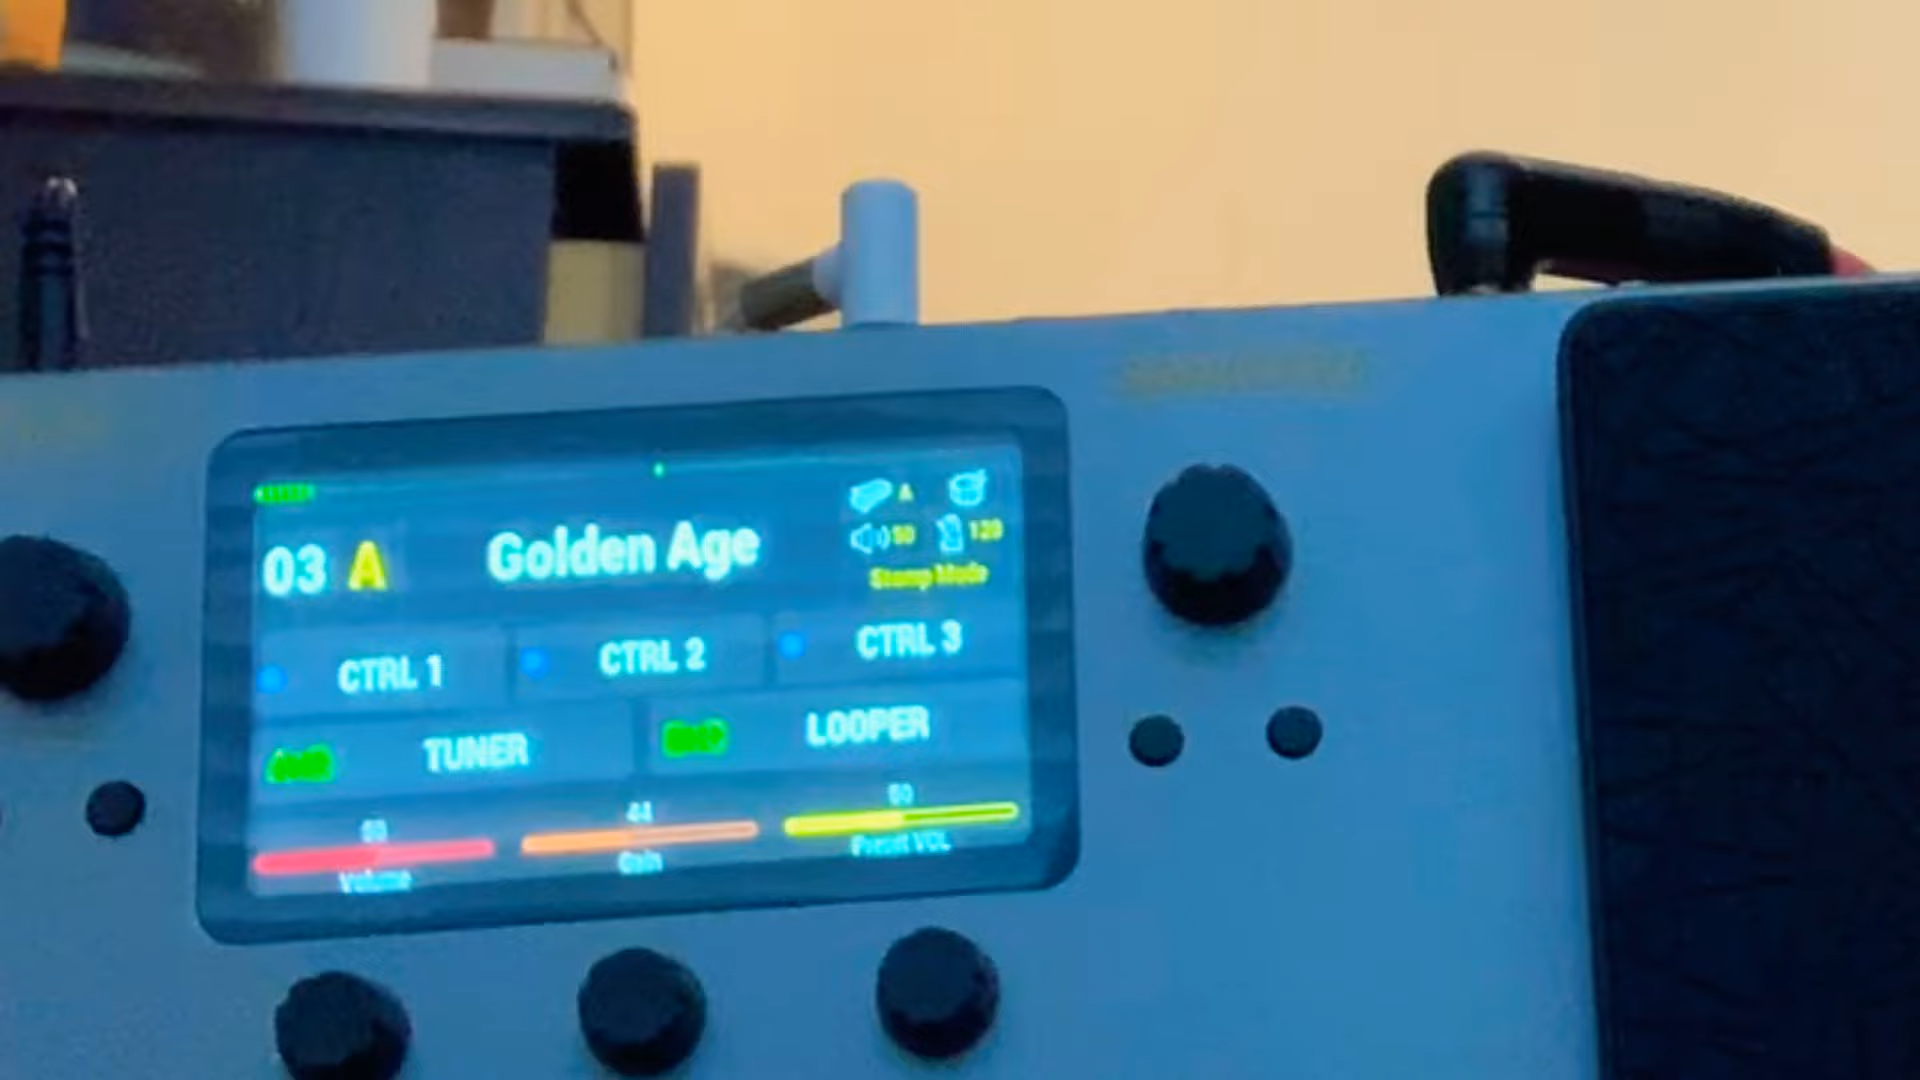 03 A Golden Age
A
50 120
Stomp Mode
CTRL 1 CTRL 2 CTRL 3
TUNER LOOPER
44
Volume Gain Preset VOL